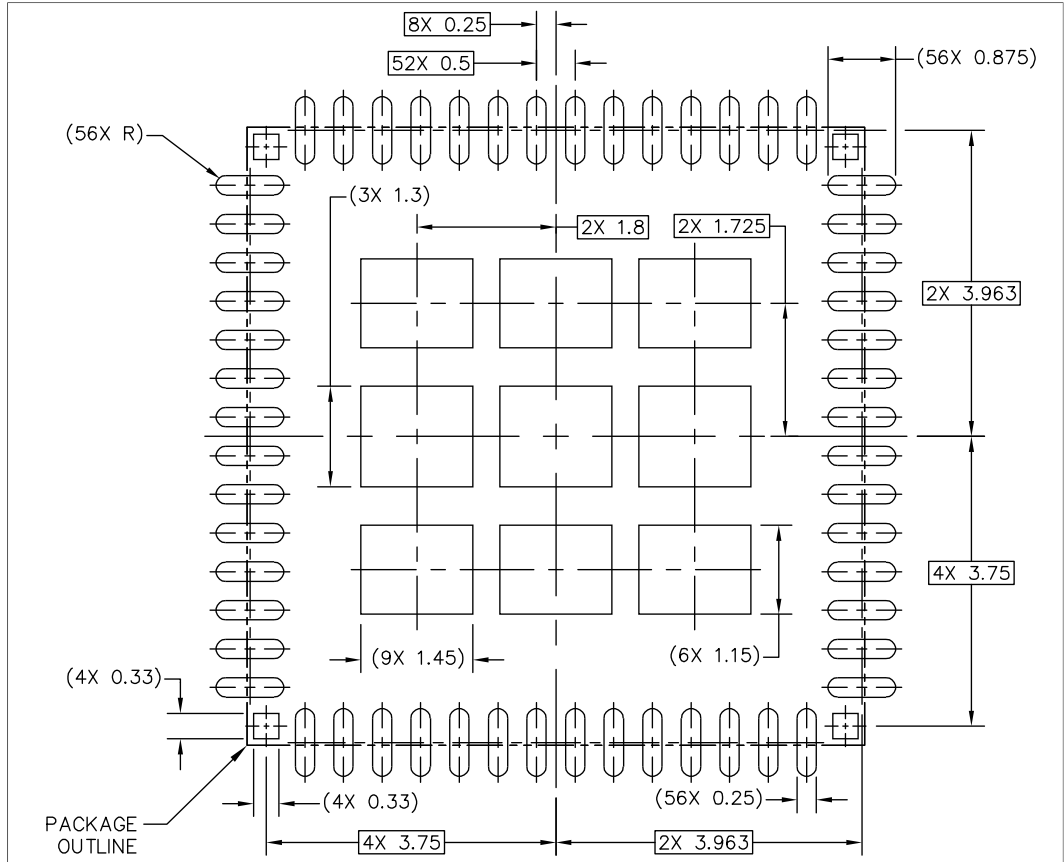 8X 0.25
52X 0.5
(56X 0.875)
(56X R)
(3X 1.3)
2X 1.8
2X 1.725
2X 3.963
4X 3.75
(9X 1.45)
(6X 1.15)
(4X 0.33)
(4X 0.33)
(56X 0.25)
PACKAGE
OUTLINE
4X 3.75
2X 3.963